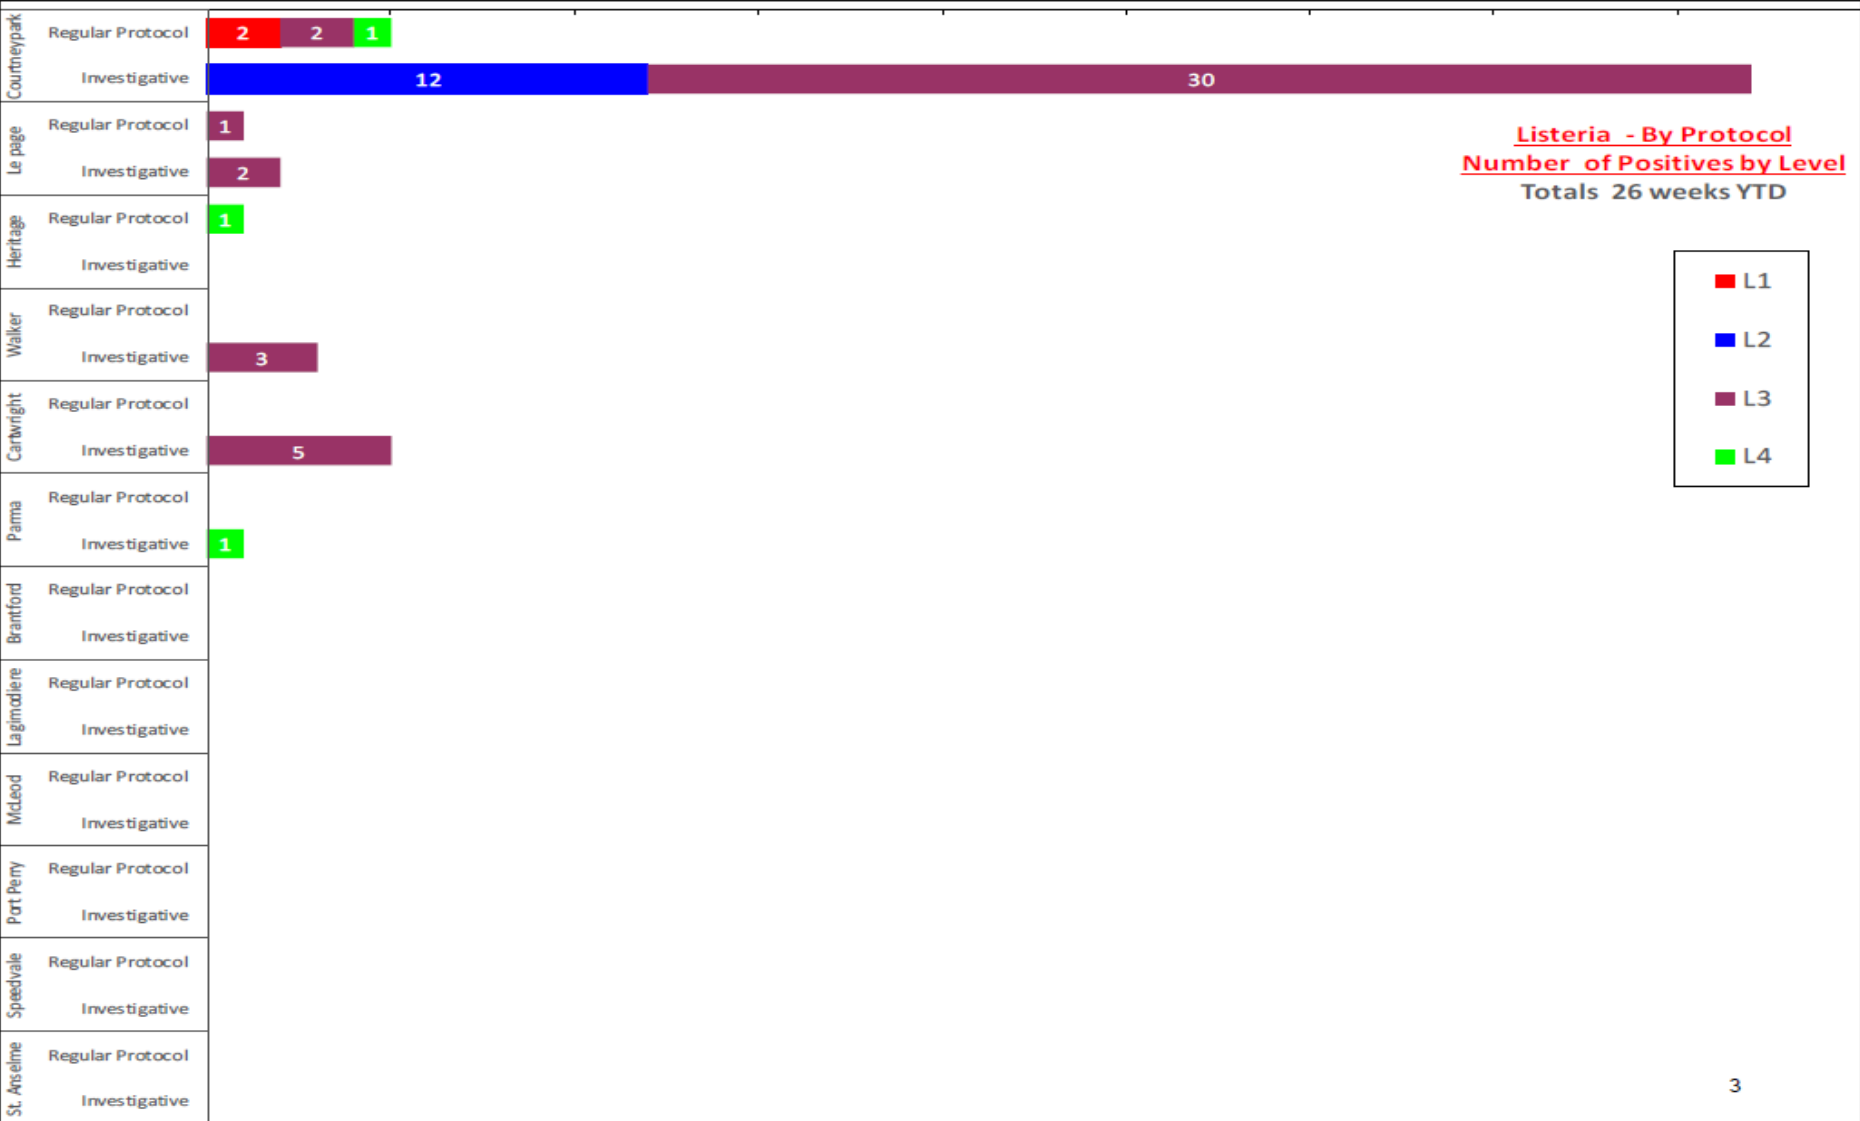 Courtneypark
Regular Protocol
2 2 1
Investigative
12 30
Le page
Regular Protocol
1
Investigative
2
Listeria - By Protocol
Number of Positives by Level
Totals 26 weeks YTD
Heritage
Regular Protocol
1
Investigative
L1
L2
L3
L4
Walker
Regular Protocol
Investigative
3
Cartwright
Regular Protocol
Investigative
5
Parma
Regular Protocol
Investigative
1
Brantford
Regular Protocol
Investigative
Lagimodiere
Regular Protocol
Investigative
McLeod
Regular Protocol
Investigative
Port Perry
Regular Protocol
Investigative
Speedvale
Regular Protocol
Investigative
St. Anselme
Regular Protocol
Investigative
3